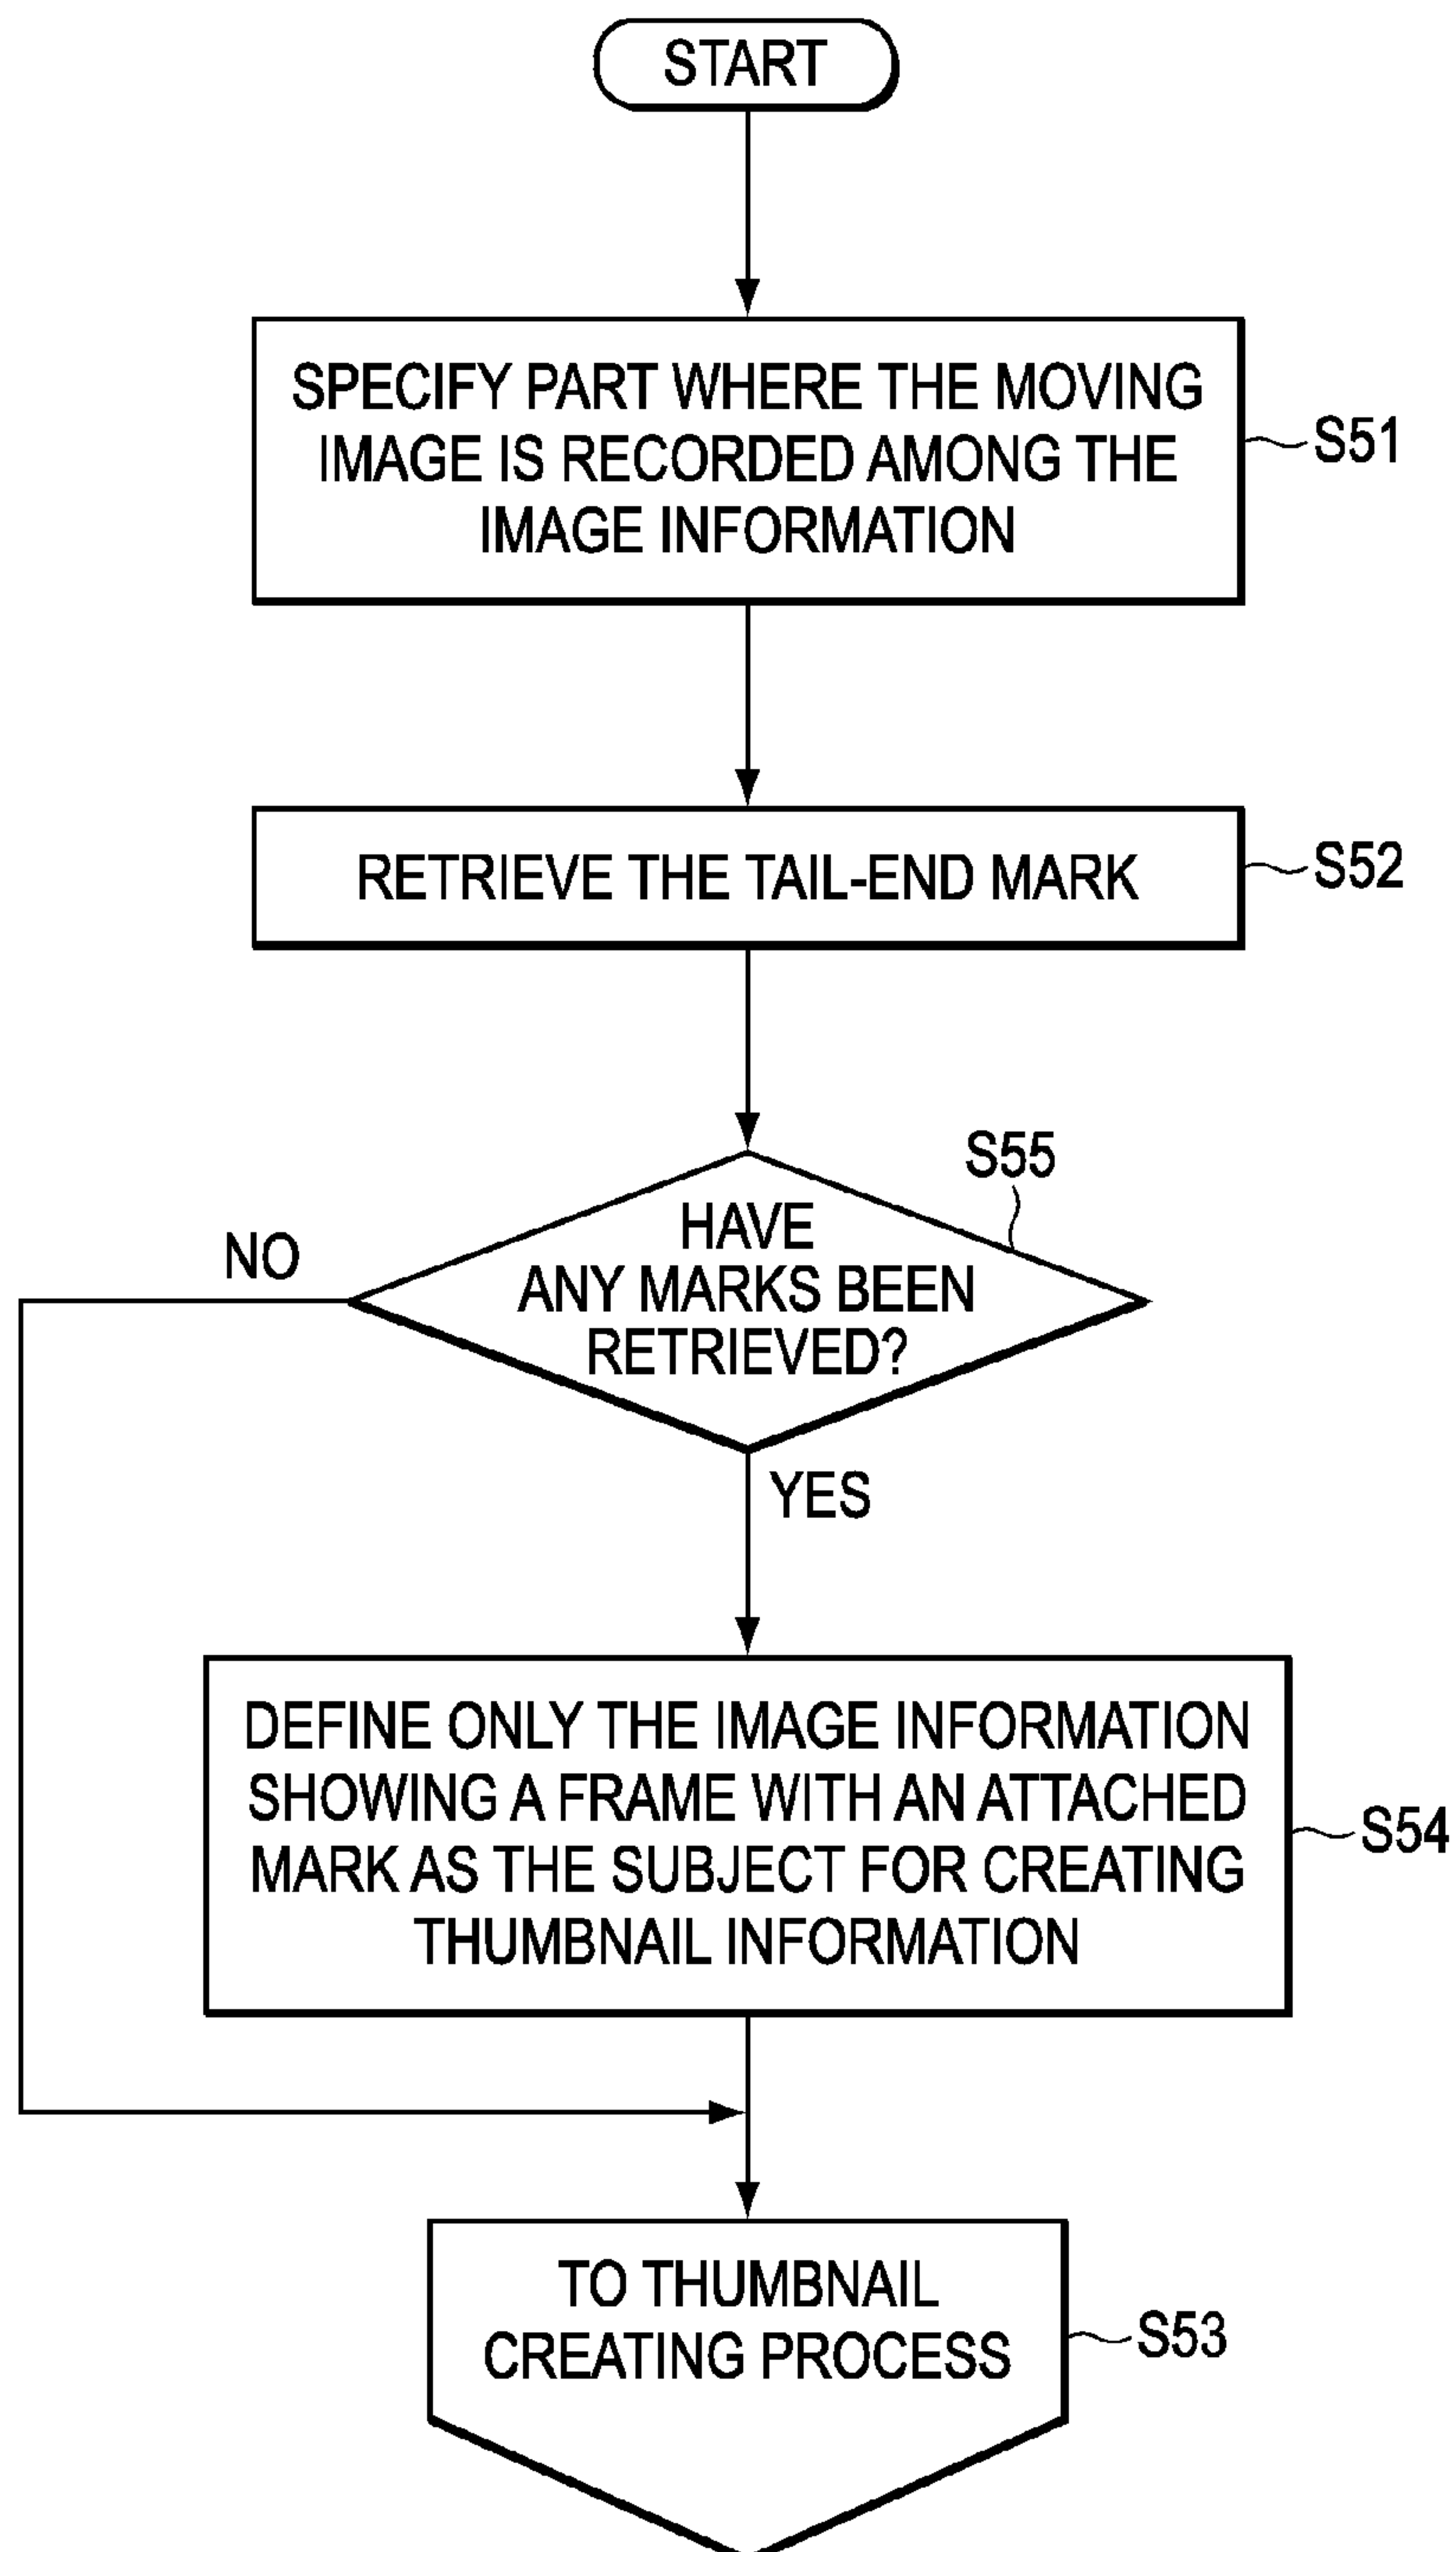 START
SPECIFY PART WHERE THE MOVING
IMAGE IS RECORDED AMONG THE
IMAGE INFORMATION
S51
RETRIEVE THE TAIL-END MARK
S52
S55
HAVE
ANY MARKS BEEN
RETRIEVED?
NO
YES
DEFINE ONLY THE IMAGE INFORMATION
SHOWING A FRAME WITH AN ATTACHED
MARK AS THE SUBJECT FOR CREATING
THUMBNAIL INFORMATION
S54
TO THUMBNAIL
CREATING PROCESS
S53